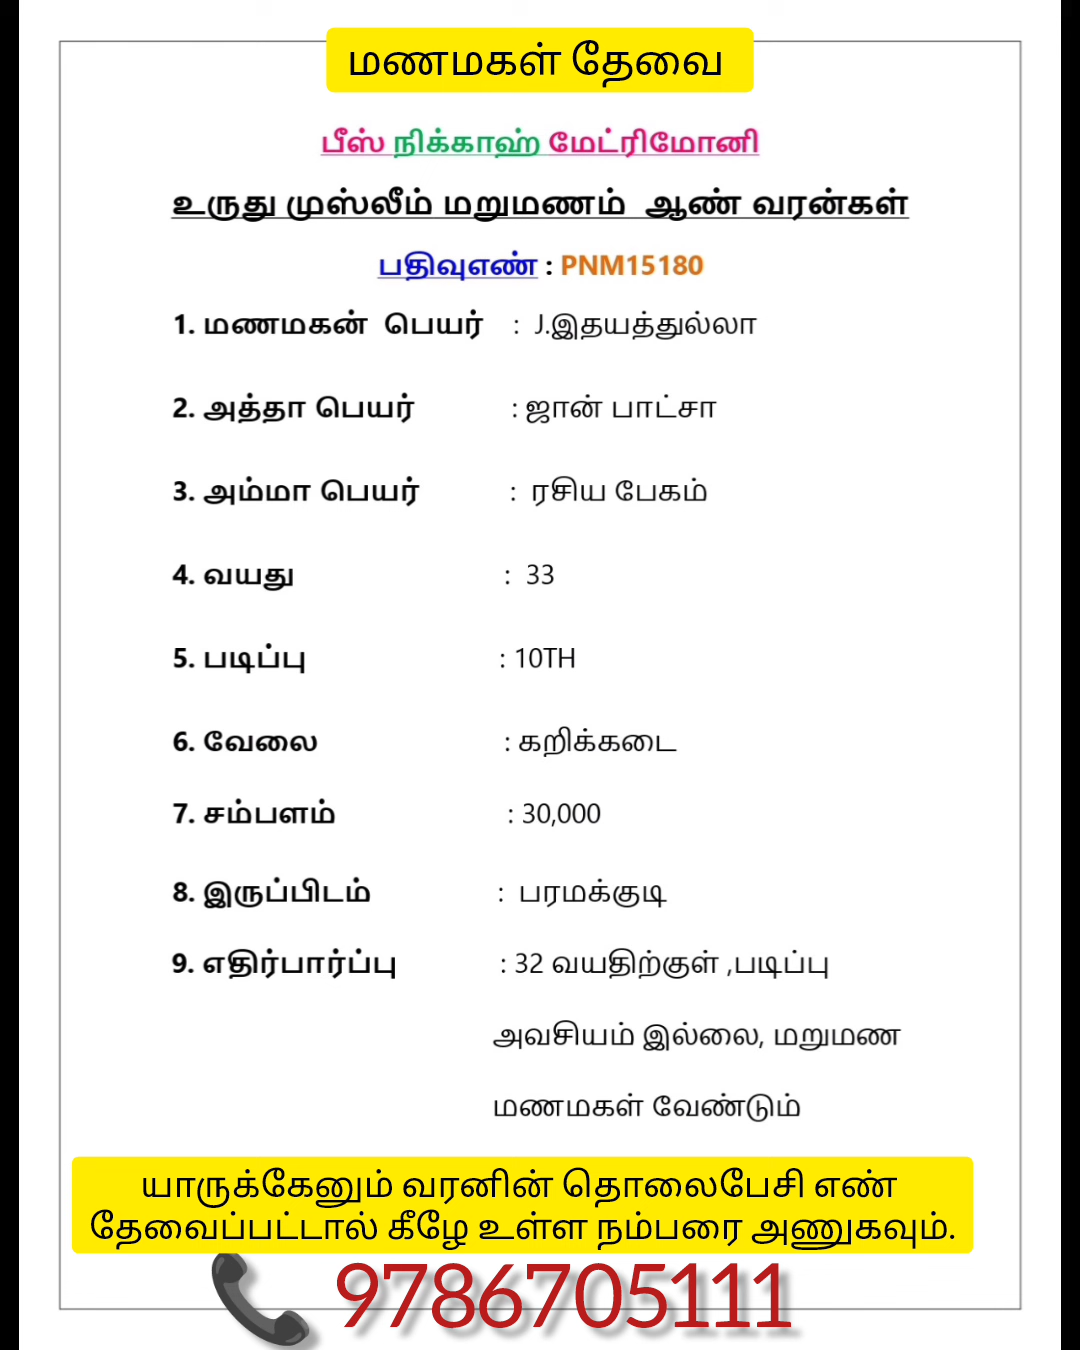 மணமகள் தேவை
பீஸ் நிக்காஹ் மேட்ரிமோனி
உருது முஸ்லீம் மறுமணம் ஆண் வரன்கள்
பதிவுஎண் : PNM15180
1. மணமகன் பெயர் : J.இதயத்துல்லா
2. அத்தா பெயர் : ஜான் பாட்சா
3. அம்மா பெயர் : ரசிய பேகம்
4. வயது : 33
5. படிப்பு : 10TH
6. வேலை : கறிக்கடை
7. சம்பளம் : 30,000
8. இருப்பிடம் : பரமக்குடி
9. எதிர்பார்ப்பு : 32 வயதிற்குள் ,படிப்பு
அவசியம் இல்லை, மறுமண
மணமகள் வேண்டும்
யாருக்கேனும் வரனின் தொலைபேசி எண்
தேவைப்பட்டால் கீழே உள்ள நம்பரை அணுகவும்.
9786705111